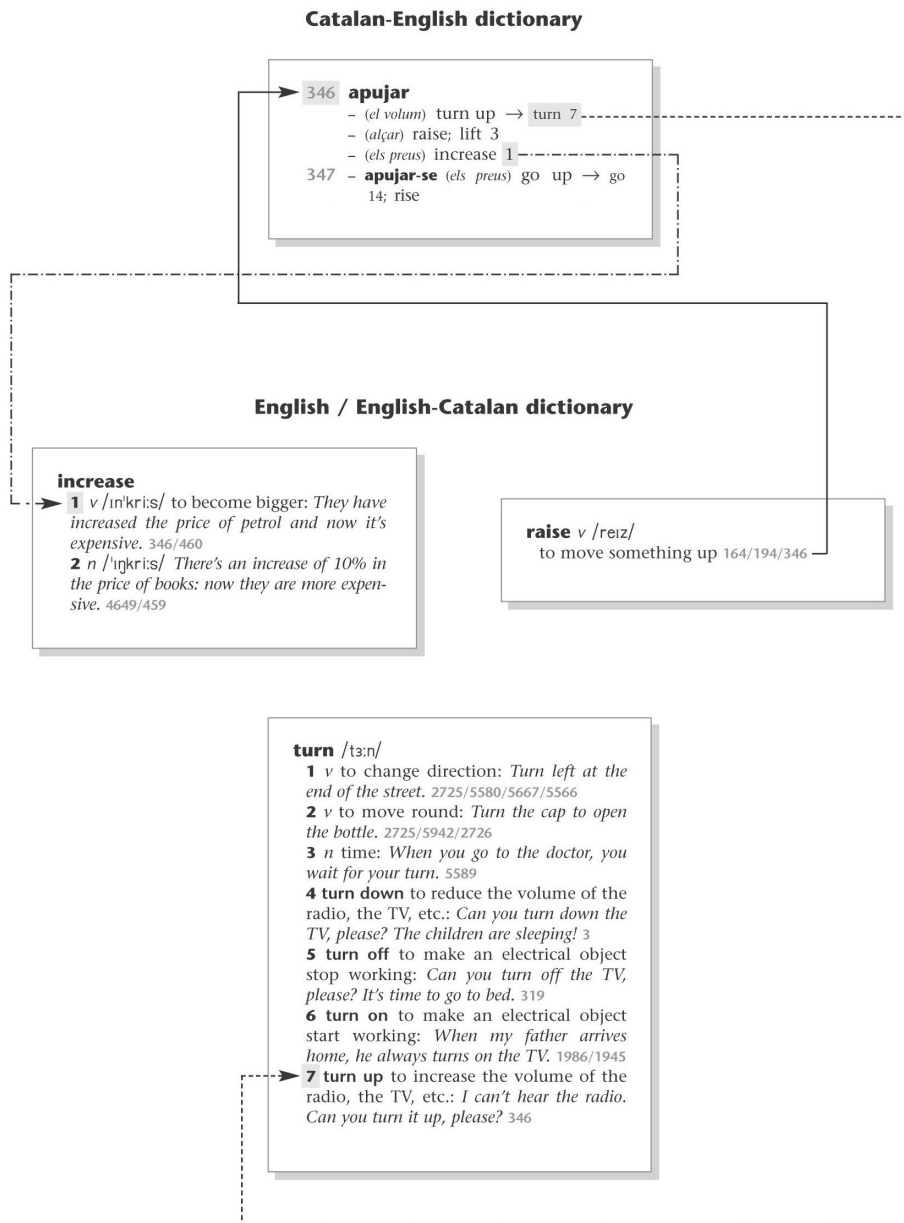 Catalan-English dictionary
346 apujar
– (el volum) turn up → turn 7
– (alçar) raise; lift 3
– (els preus) increase 1
347 – apujar-se (els preus) go up → go
14; rise
English / English-Catalan dictionary
increase
1 v /ɪnˈkriːs/ to become bigger: They have
increased the price of petrol and now it's
expensive. 346/460
2 n /ˈɪŋkriːs/ There's an increase of 10% in
the price of books: now they are more expen-
sive. 4649/459
raise v /reɪz/
to move something up 164/194/346
turn /tɜːn/
1 v to change direction: Turn left at the
end of the street. 2725/5580/5667/5566
2 v to move round: Turn the cap to open
the bottle. 2725/5942/2726
3 n time: When you go to the doctor, you
wait for your turn. 5589
4 turn down to reduce the volume of the
radio, the TV, etc.: Can you turn down the
TV, please? The children are sleeping! 3
5 turn off to make an electrical object
stop working: Can you turn off the TV,
please? It's time to go to bed. 319
6 turn on to make an electrical object
start working: When my father arrives
home, he always turns on the TV. 1986/1945
7 turn up to increase the volume of the
radio, the TV, etc.: I can't hear the radio.
Can you turn it up, please? 346